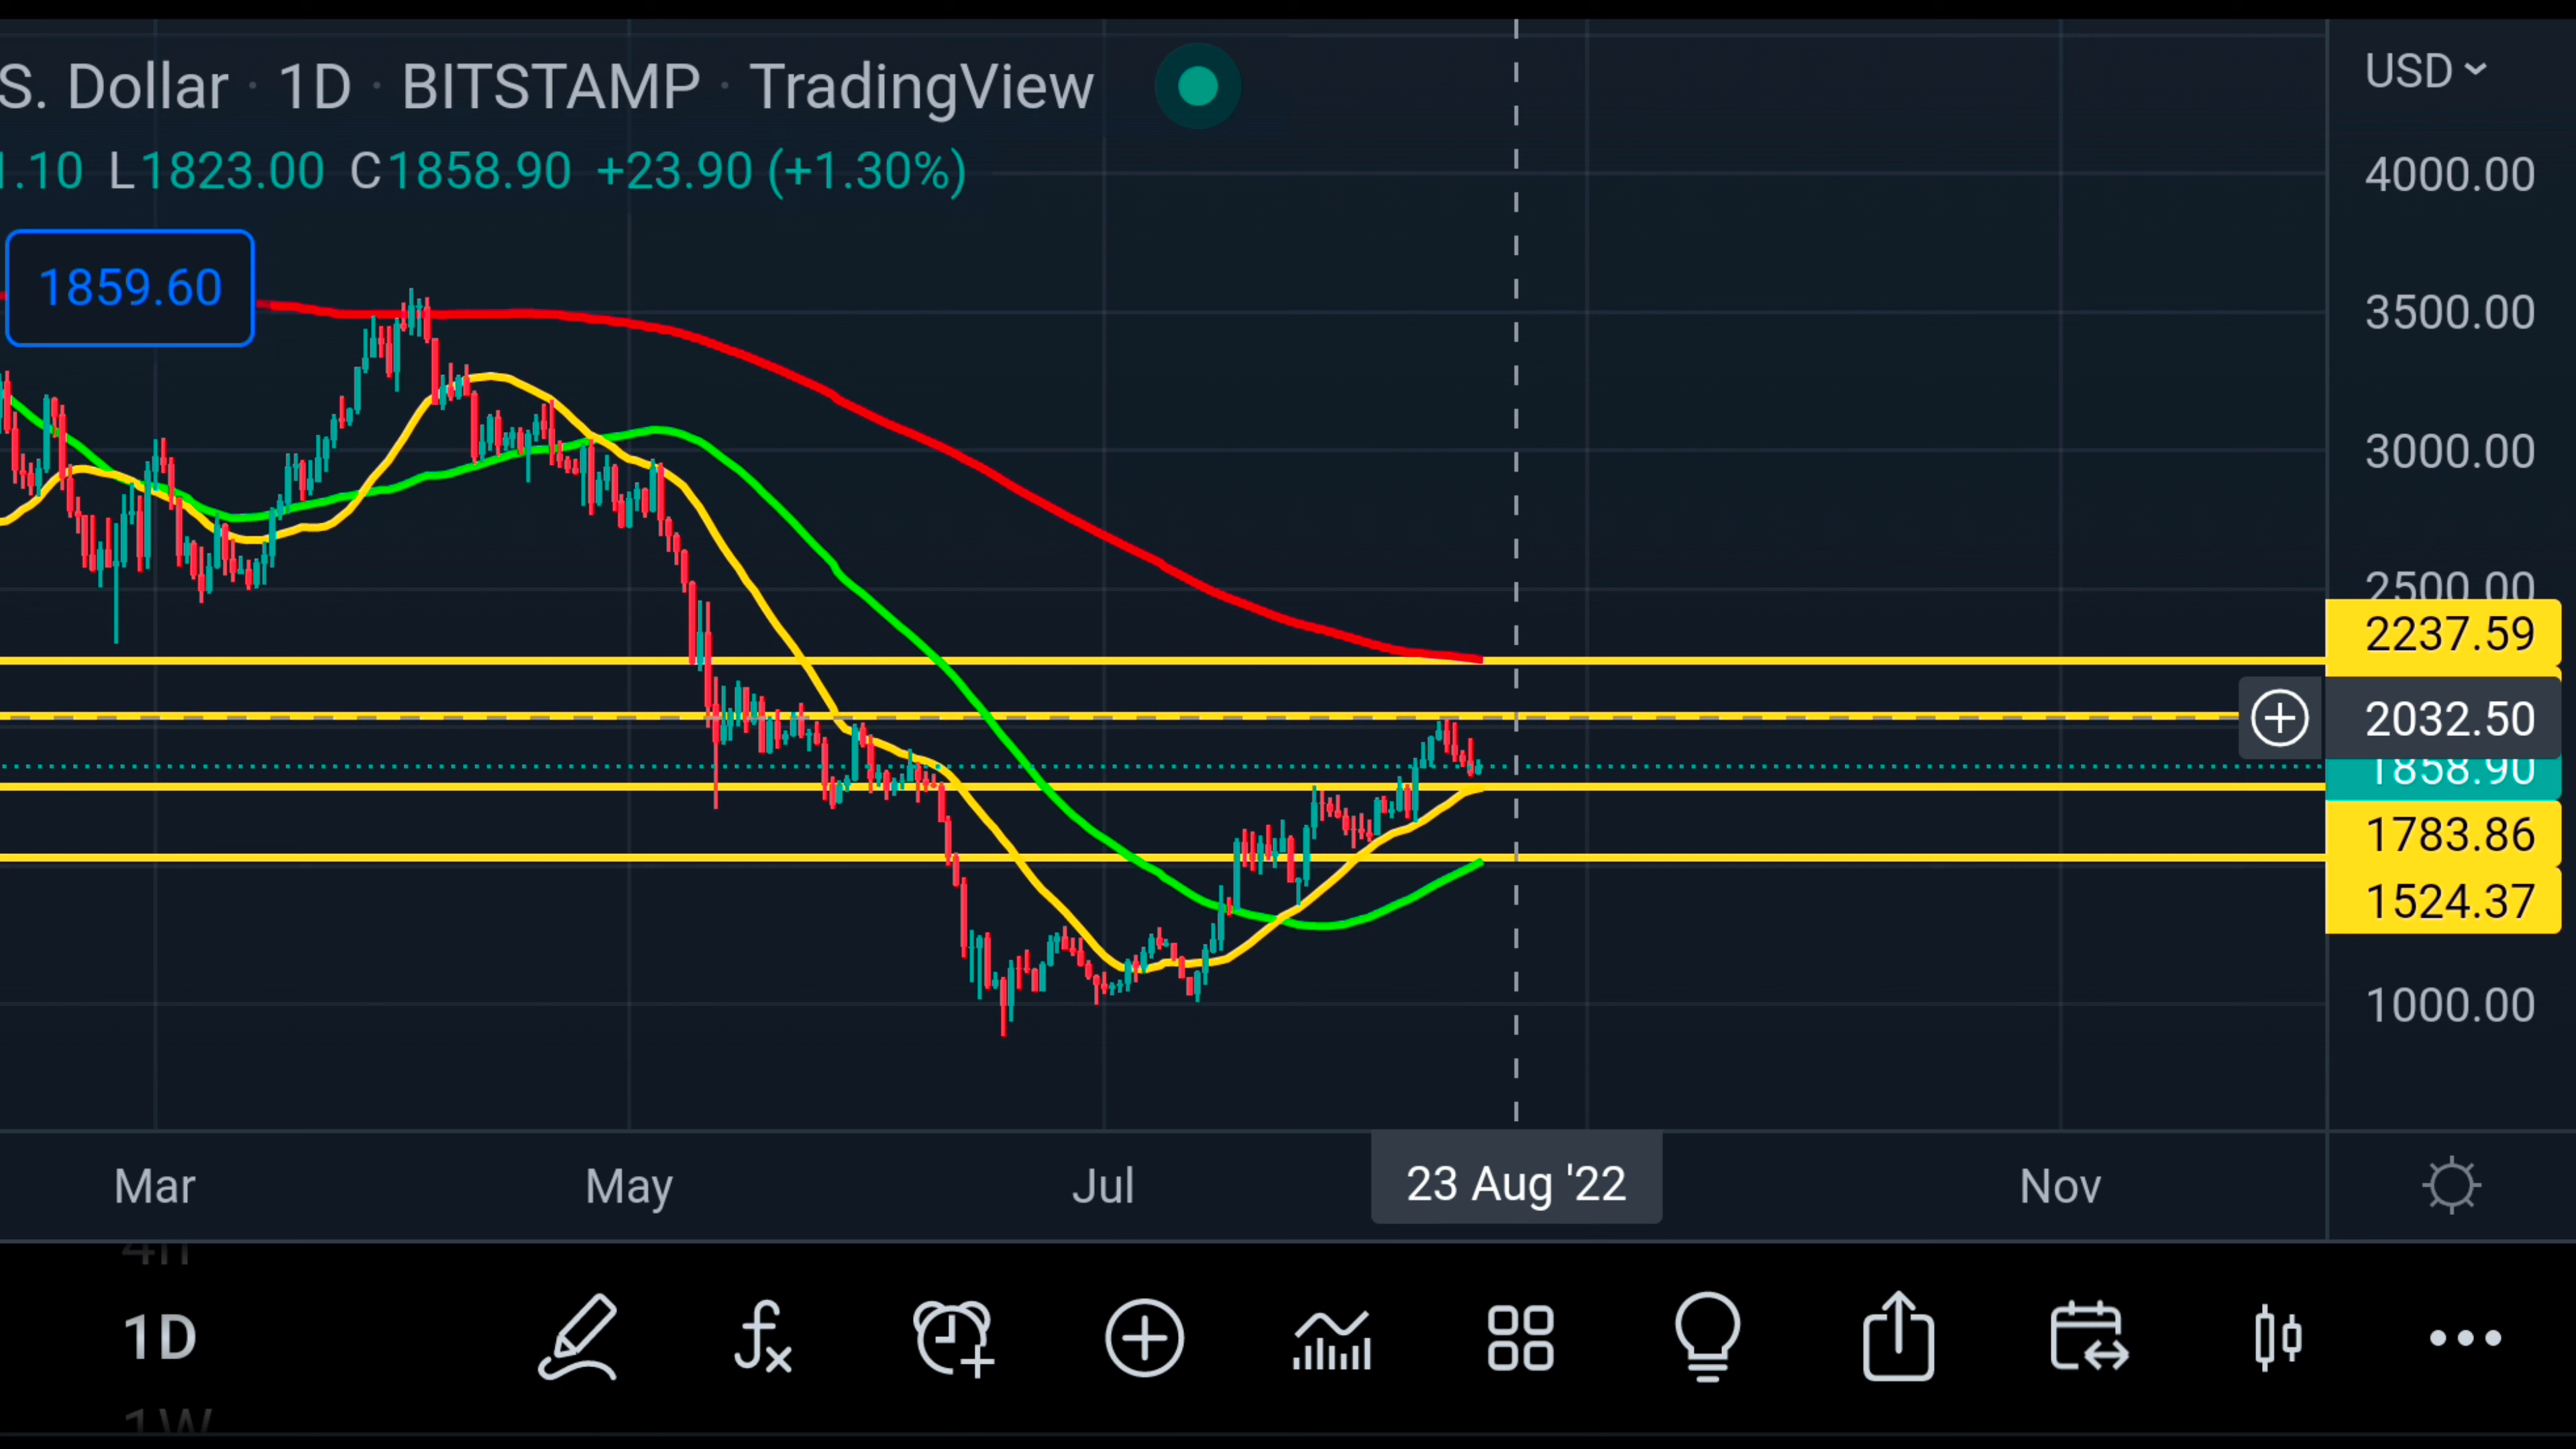 S. Dollar · 1D · BITSTAMP · TradingView
1.10 L1823.00 C1858.90 +23.90 (+1.30%)
1859.60
USD
4000.00
3500.00
3000.00
2500.00
2237.59
2032.50
1858.90
1783.86
1524.37
1000.00
Mar May Jul 23 Aug '22 Nov
4h
1D
1W